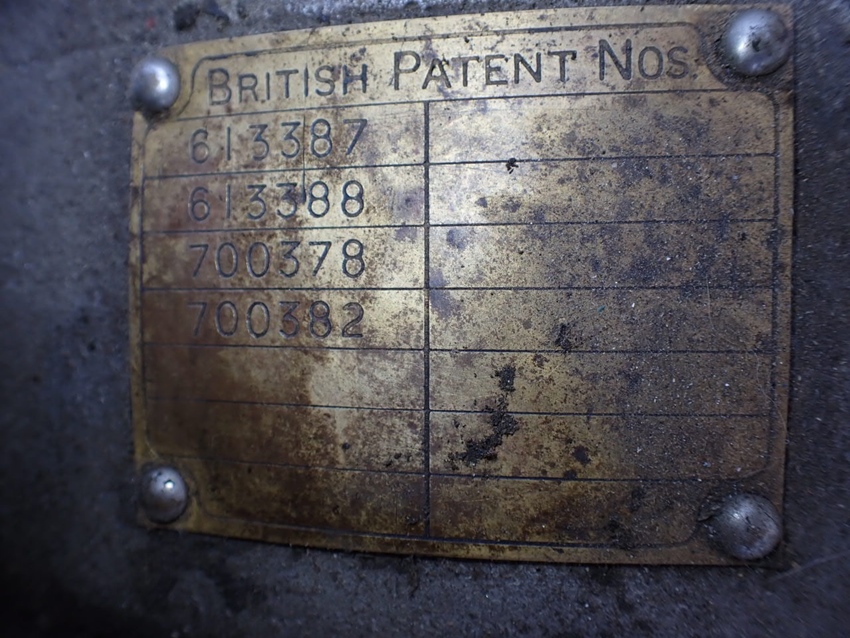 BRITISH PATENT NOS.
613387
613388
700378
700382